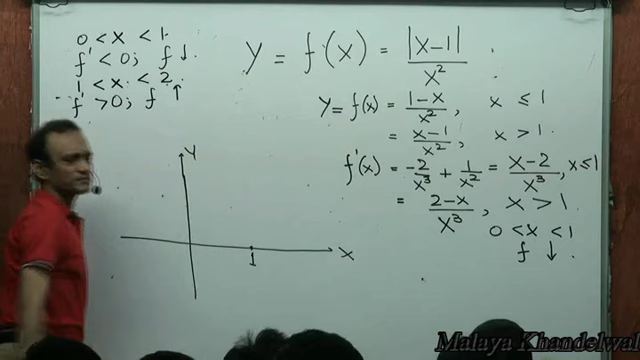 0 < x < 1.
f' < 0; f ↓.
1 < x < 2.
f' > 0; f ↑
y = f(x) = |x-1| / x² .
y = f(x) = 1-x / x² , x ≤ 1
= x-1 / x² , x > 1.
f'(x) = -2/x³ + 1/x² = x-2 / x³ , x ≤ 1
= 2-x / x³ , x > 1.
0 < x < 1
f ↓ .
Y
1
X
Malaya Khandelwal